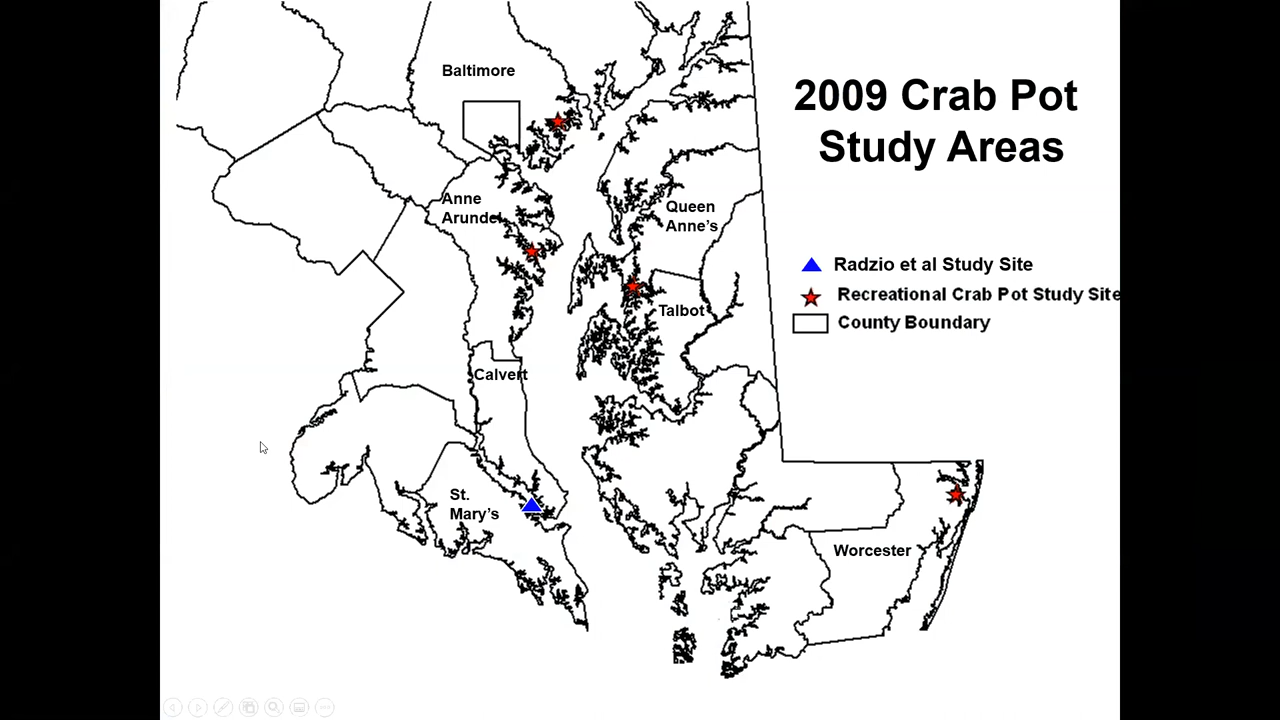 2009 Crab Pot
Study Areas
Baltimore
Anne
Arundel
Queen
Anne's
Radzio et al Study Site
Recreational Crab Pot Study Site
County Boundary
Talbot
Calvert
St.
Mary's
Worcester